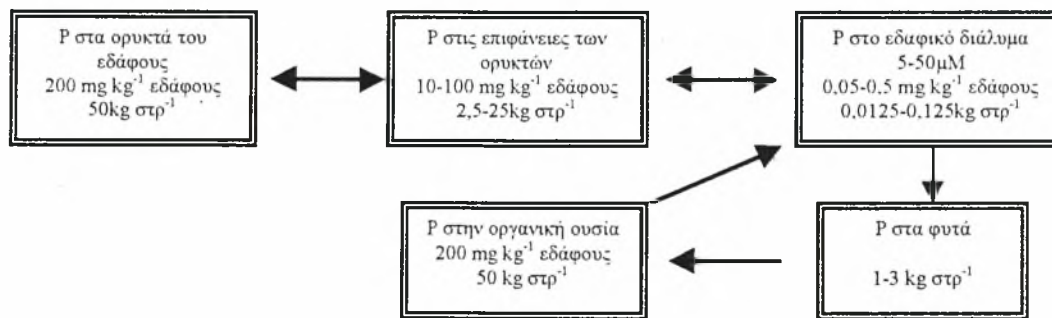 P στα ορυκτά του
εδάφους
200 mg kg⁻¹ εδάφους
50kg στρ⁻¹
P στις επιφάνειες των
ορυκτών
10-100 mg kg⁻¹ εδάφους
2,5-25kg στρ⁻¹
P στο εδαφικό διάλυμα
5-50μM
0,05-0.5 mg kg⁻¹ εδάφους
0,0125-0,125kg στρ⁻¹
P στην οργανική ουσία
200 mg kg⁻¹ εδάφους
50 kg στρ⁻¹
P στα φυτά
1-3 kg στρ⁻¹